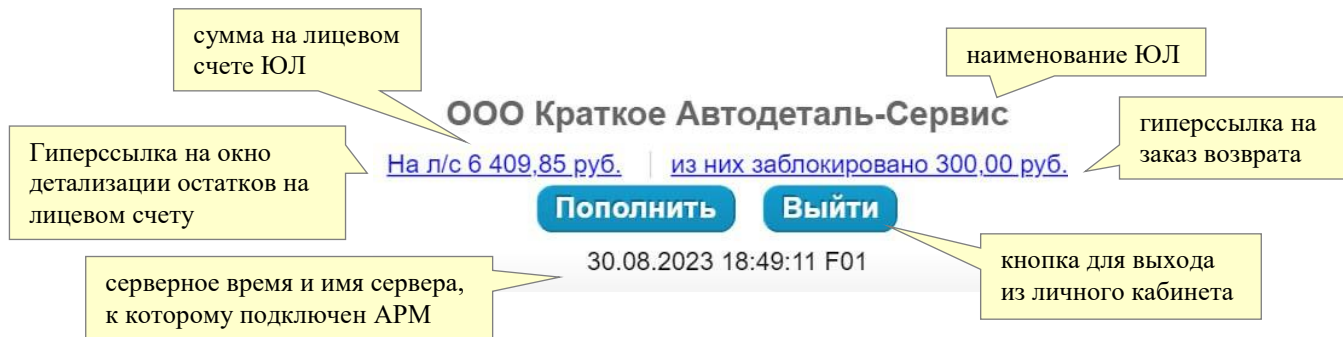 сумма на лицевом
счете ЮЛ
наименование ЮЛ
ООО Краткое Автодеталь-Сервис
гиперссылка на
заказ возврата
Гиперссылка на окно
детализации остатков на
лицевом счету
На л/с 6 409,85 руб. из них заблокировано 300,00 руб.
Пополнить Выйти
30.08.2023 18:49:11 F01
кнопка для выхода
из личного кабинета
серверное время и имя сервера,
к которому подключен АРМ